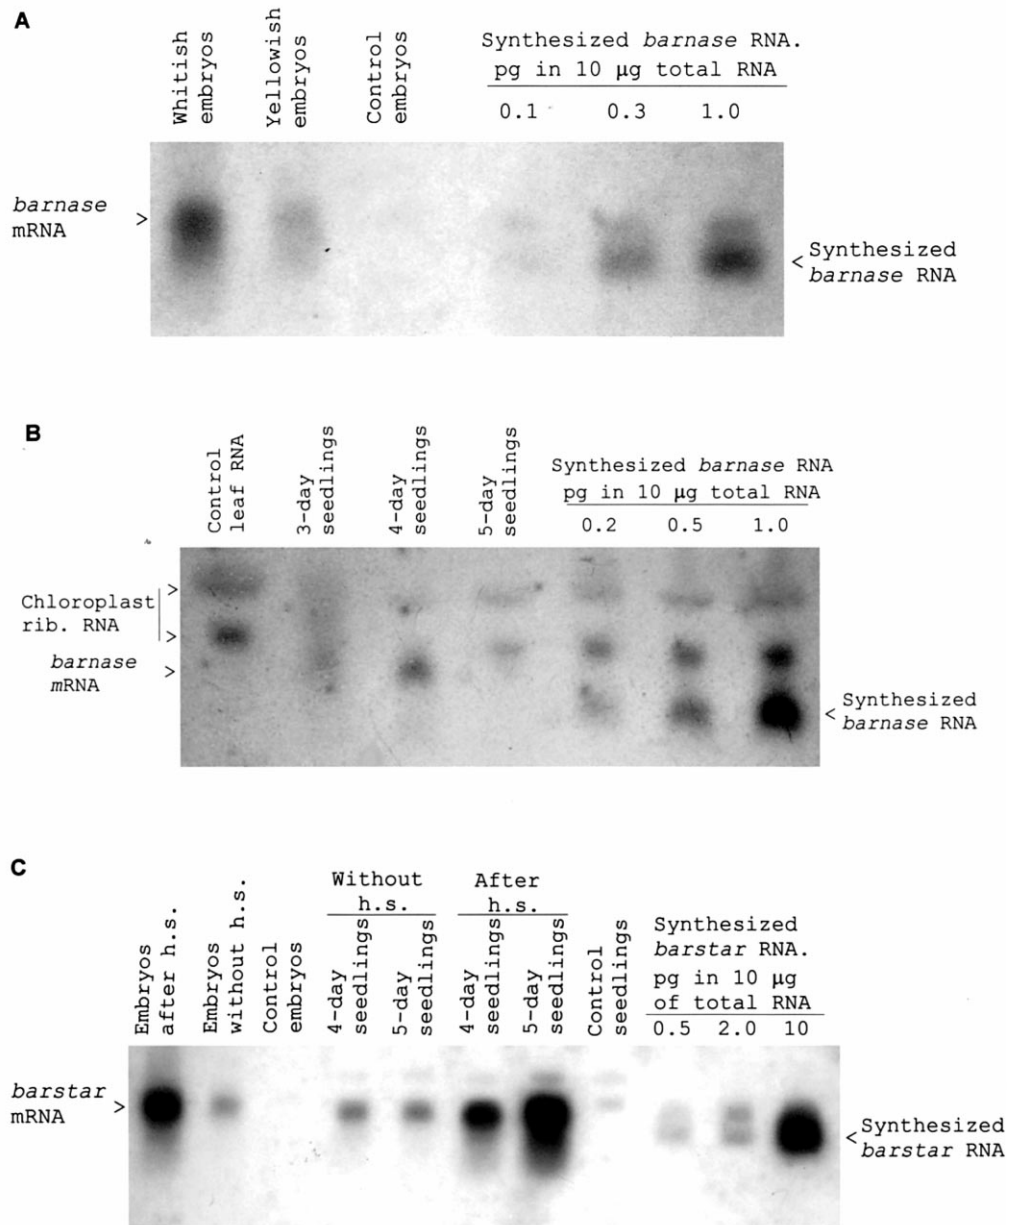 A
Whitish
embryos
Yellowish
embryos
Control
embryos
Synthesized barnase RNA.
pg in 10 µg total RNA
0.1 0.3 1.0
barnase
mRNA >
< Synthesized
barnase RNA
B
Control
leaf RNA
3-day
seedlings
4-day
seedlings
5-day
seedlings
Synthesized barnase RNA
pg in 10 µg total RNA
0.2 0.5 1.0
>
Chloroplast
rib. RNA >
barnase
mRNA >
< Synthesized
barnase RNA
C
Embryos
after h.s.
Embryos
without h.s.
Control
embryos
Without
h.s.
4-day
seedlings
5-day
seedlings
After
h.s.
4-day
seedlings
5-day
seedlings
Control
seedlings
Synthesized
barstar RNA.
pg in 10 µg
of total RNA
0.5 2.0 10
barstar
mRNA >
< Synthesized
barstar RNA